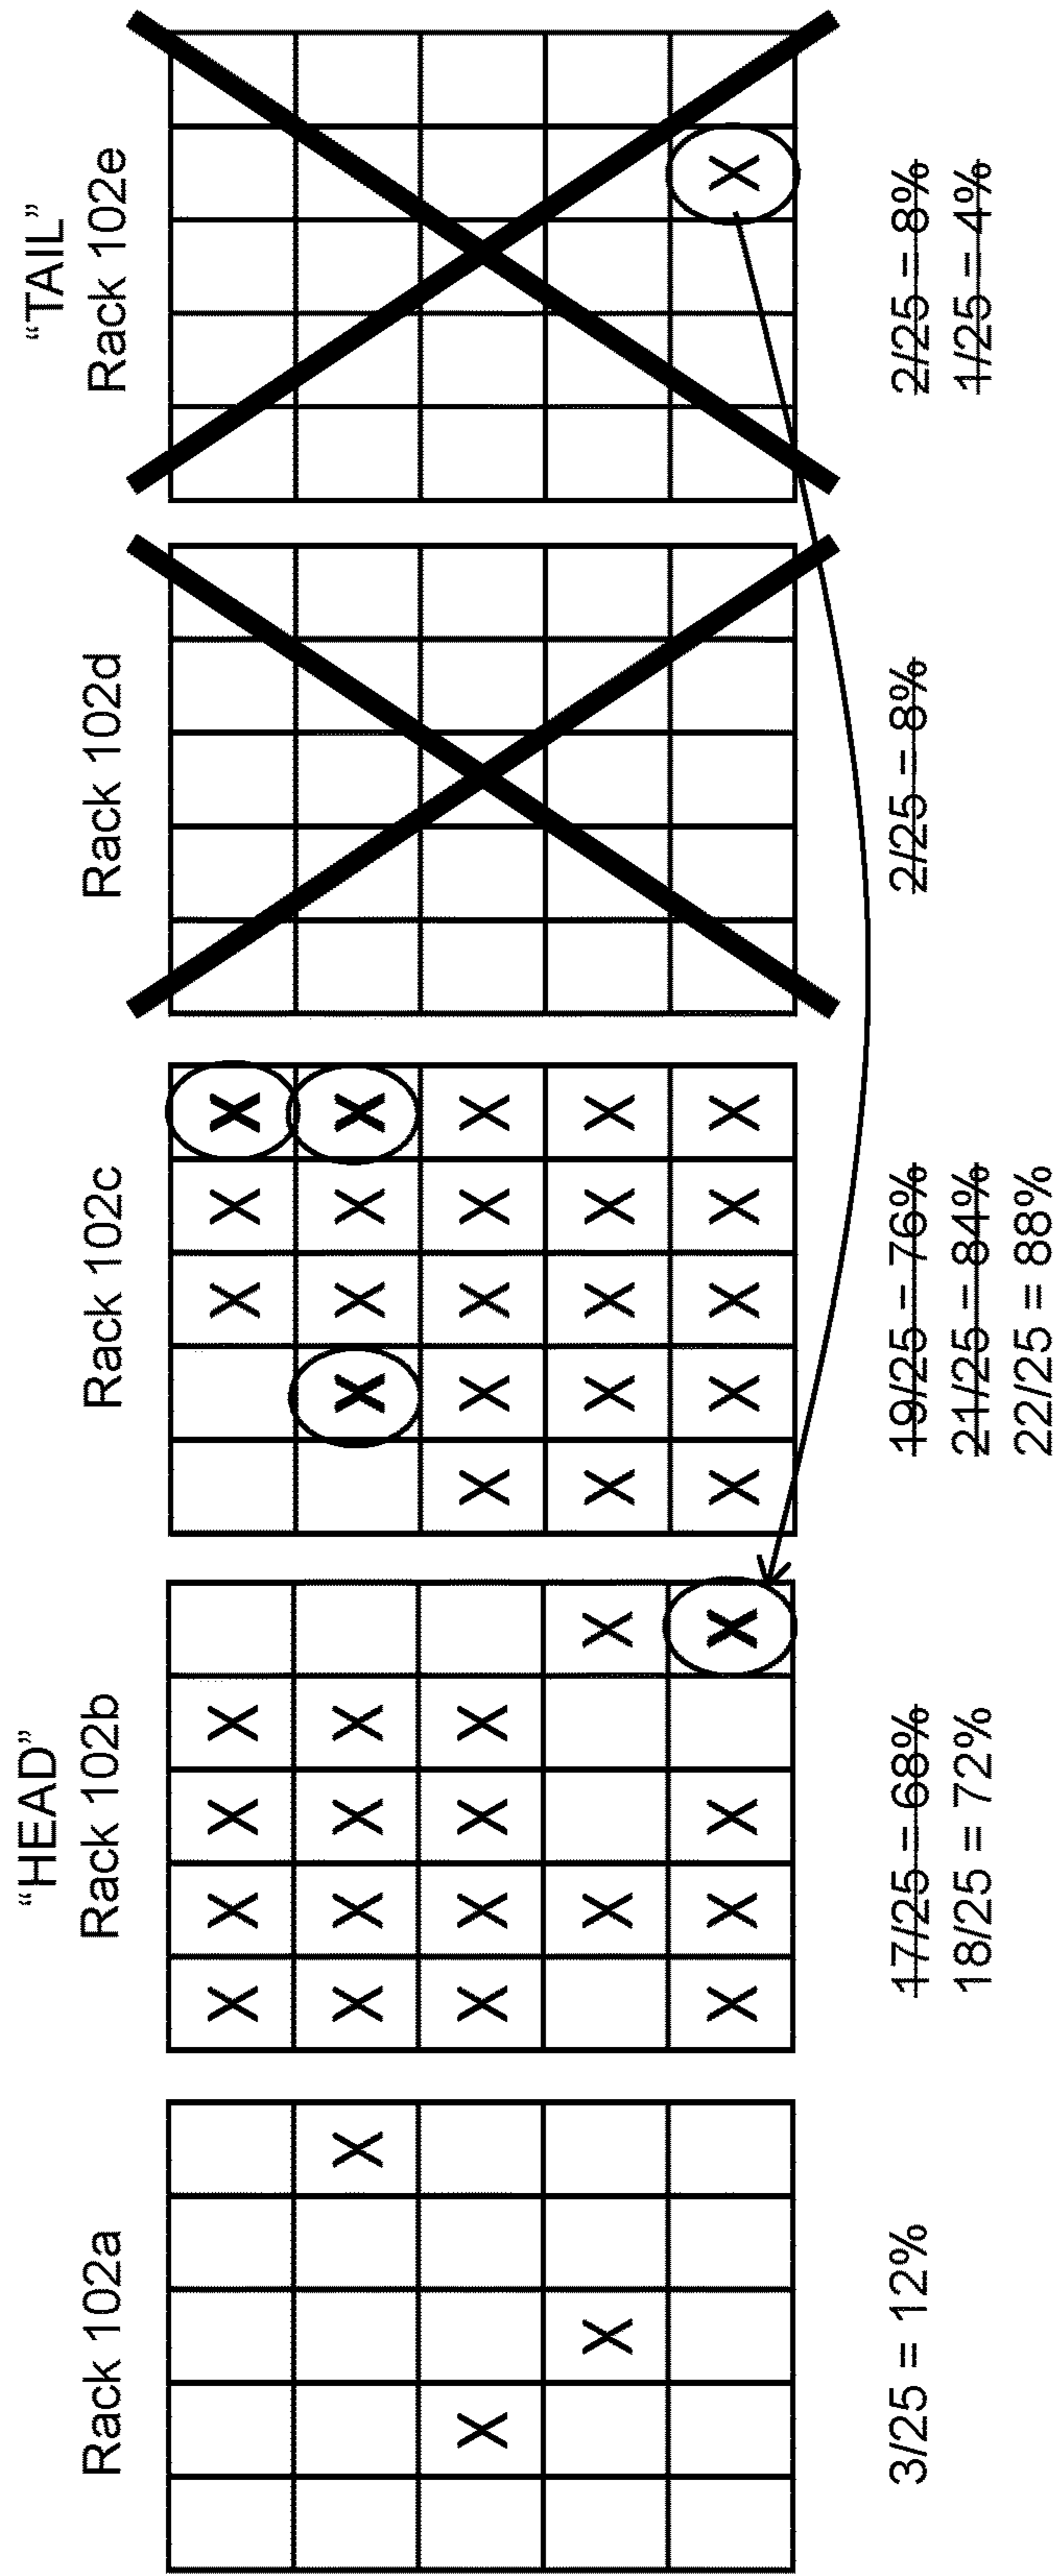 "HEAD" "TAIL"
Rack 102a Rack 102b Rack 102c Rack 102d Rack 102e
X X X X X X
X X X X X X X X
X X X X X X X X X
X X X X X X X X
X X X X X X X X X X
3/25 = 12% 17/25 = 68% 19/25 = 76% 2/25 = 8% 2/25 = 8%
18/25 = 72% 21/25 = 84% 1/25 = 4%
22/25 = 88%